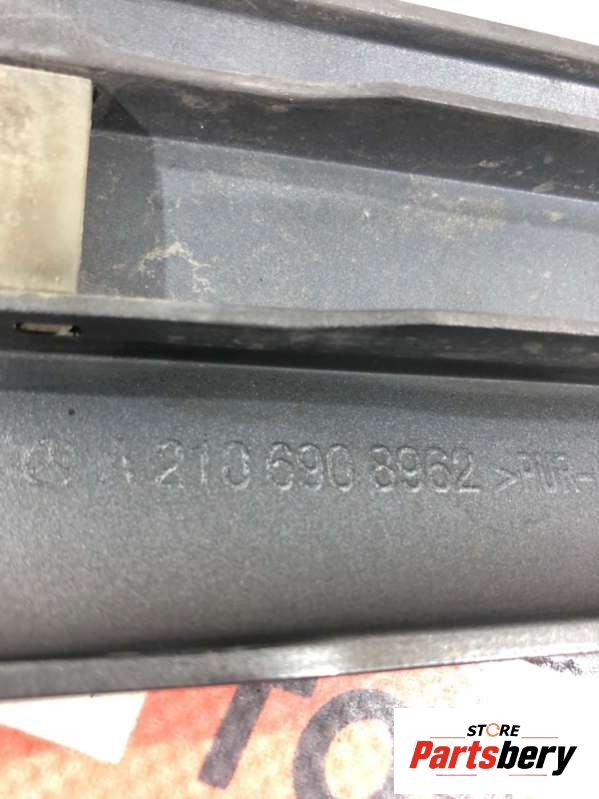 A 210 690 8962 >PUR-
STORE
Partsbery